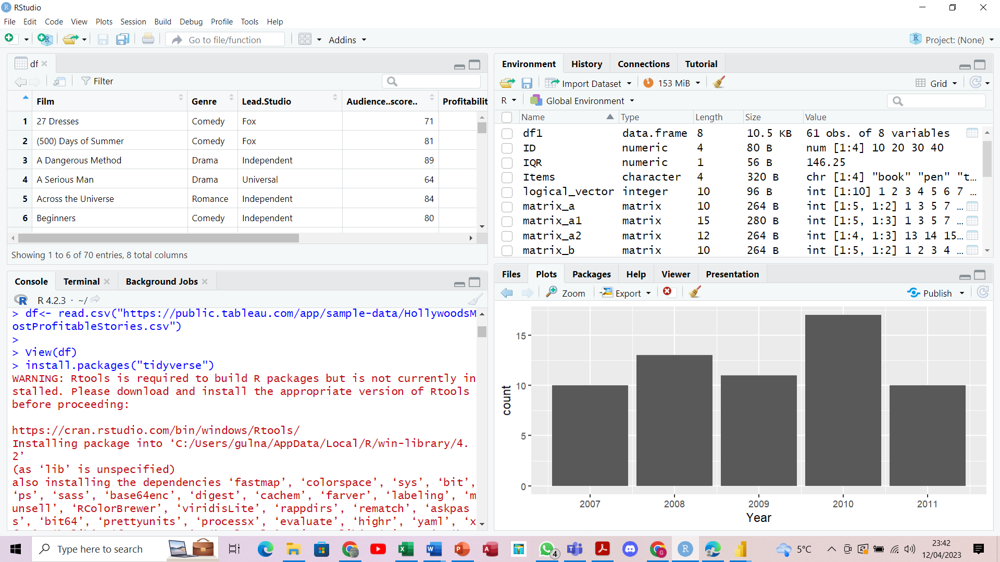 RStudio
File Edit Code View Plots Session Build Debug Profile Tools Help
Go to file/function Addins Project: (None)
df
Filter
Film Genre Lead.Studio Audience..score.. Profitabilit
1 27 Dresses Comedy Fox 71
2 (500) Days of Summer Comedy Fox 81
3 A Dangerous Method Drama Independent 89
4 A Serious Man Drama Universal 64
5 Across the Universe Romance Independent 84
6 Beginners Comedy Independent 80
Showing 1 to 6 of 70 entries, 8 total columns
Console Terminal Background Jobs
R 4.2.3 · ~/
> df<- read.csv("https://public.tableau.com/app/sample-data/HollywoodsM
ostProfitableStories.csv")
>
> View(df)
> install.packages("tidyverse")
WARNING: Rtools is required to build R packages but is not currently in
stalled. Please download and install the appropriate version of Rtools
before proceeding:
https://cran.rstudio.com/bin/windows/Rtools/
Installing package into ‘C:/Users/gulna/AppData/Local/R/win-library/4.
2’
(as ‘lib’ is unspecified)
also installing the dependencies ‘fastmap’, ‘colorspace’, ‘sys’, ‘bit’,
‘ps’, ‘sass’, ‘base64enc’, ‘digest’, ‘cachem’, ‘farver’, ‘labeling’, ‘m
unsell’, ‘RColorBrewer’, ‘viridisLite’, ‘rappdirs’, ‘rematch’, ‘askpas
s’, ‘bit64’, ‘prettyunits’, ‘processx’, ‘evaluate’, ‘highr’, ‘yaml’, ‘x
Environment History Connections Tutorial
Import Dataset 153 MiB Grid
R Global Environment
Name Type Length Size Value
df1 data.frame 8 10.5 KB 61 obs. of 8 variables
ID numeric 4 80 B num [1:4] 10 20 30 40
IQR numeric 1 56 B 146.25
Items character 4 320 B chr [1:4] "book" "pen" "t...
logical_vector integer 10 96 B int [1:10] 1 2 3 4 5 6 7 ...
matrix_a matrix 10 264 B int [1:5, 1:2] 1 3 5 7 ...
matrix_a1 matrix 15 280 B int [1:5, 1:3] 1 3 5 7 ...
matrix_a2 matrix 12 264 B int [1:4, 1:3] 13 14 15...
matrix_b matrix 10 264 B int [1:5, 1:2] 1 2 3 4 ...
Files Plots Packages Help Viewer Presentation
Zoom Export Publish
15
10
5
0
count
2007 2008 2009 2010 2011
Year
Type here to search
4
5°C
23:42
12/04/2023